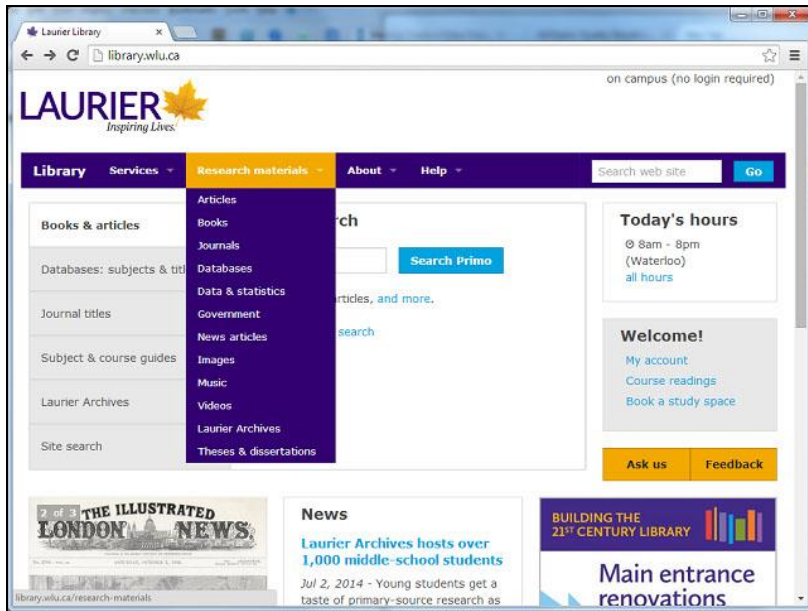 Laurier Library
library.wlu.ca
on campus (no login required)
LAURIER
Inspiring Lives.
Library Services Research materials About Help Search web site Go
Books & articles
Databases: subjects & tit
Journal titles
Subject & course guides
Laurier Archives
Site search
Articles
Books
Journals
Databases
Data & statistics
Government
News articles
Images
Music
Videos
Laurier Archives
Theses & dissertations
rch
Search Primo
articles, and more.
search
Today's hours
8am - 8pm
(Waterloo)
all hours
Welcome!
My account
Course readings
Book a study space
Ask us Feedback
2 of 3
THE ILLUSTRATED
LONDON NEWS.
News
Laurier Archives hosts over
1,000 middle-school students
Jul 2, 2014 - Young students get a
taste of primary-source research as
BUILDING THE
21ST CENTURY LIBRARY
Main entrance
renovations
library.wlu.ca/research-materials